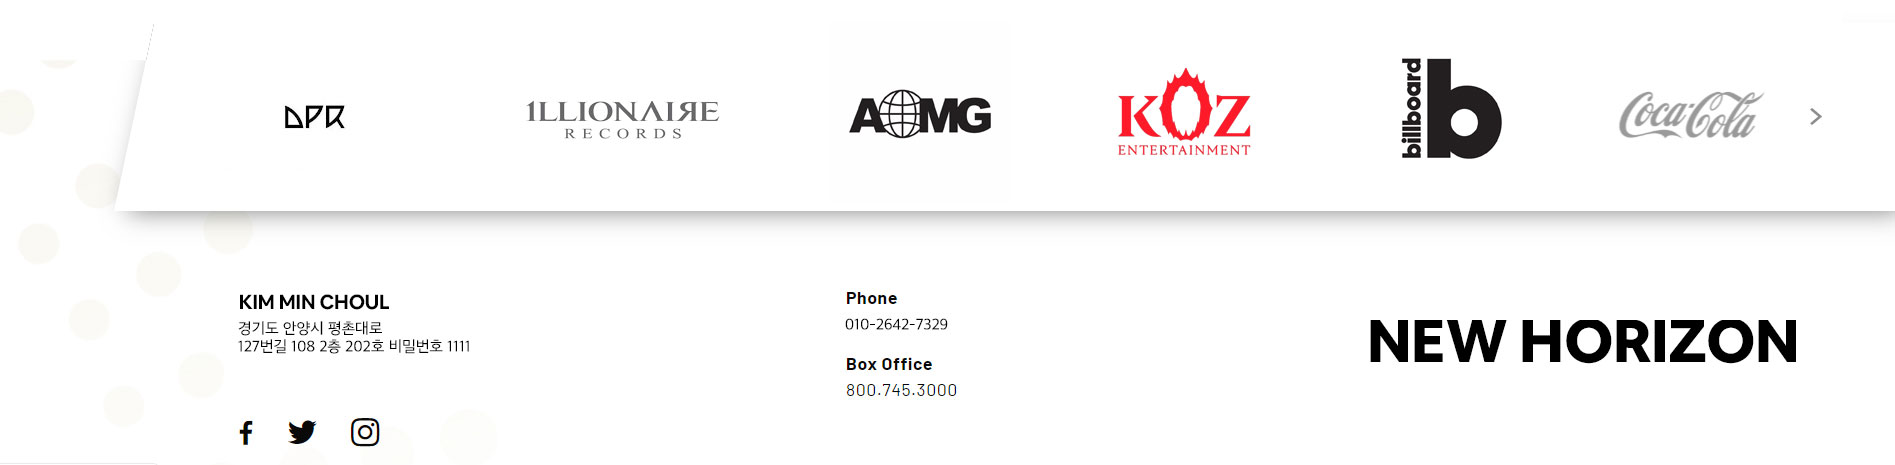 DPR
1LLIONAIRE
RECORDS
AOMG
KOZ
ENTERTAINMENT
billboard
b
Coca-Cola
KIM MIN CHOUL
경기도 안양시 평촌대로
127번길 108 2층 202호 비밀번호 1111
Phone
010-2642-7329
Box Office
800.745.3000
NEW HORIZON